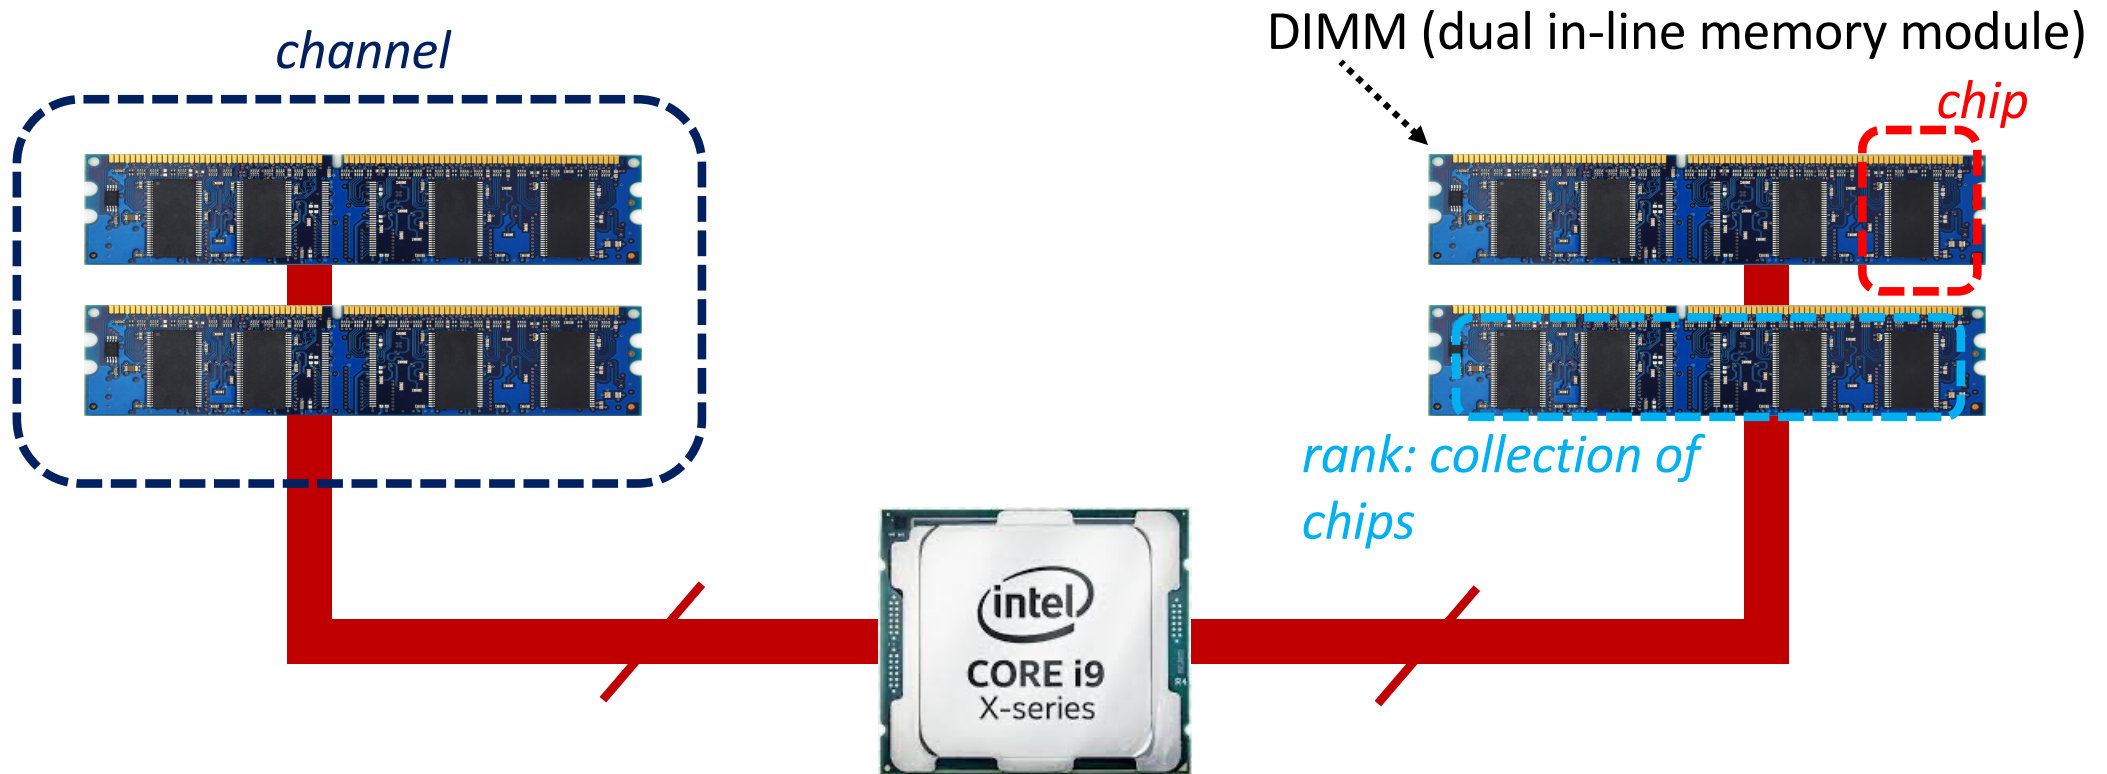 channel
DIMM (dual in-line memory module)
chip
rank: collection of
chips
intel
CORE i9
X-series